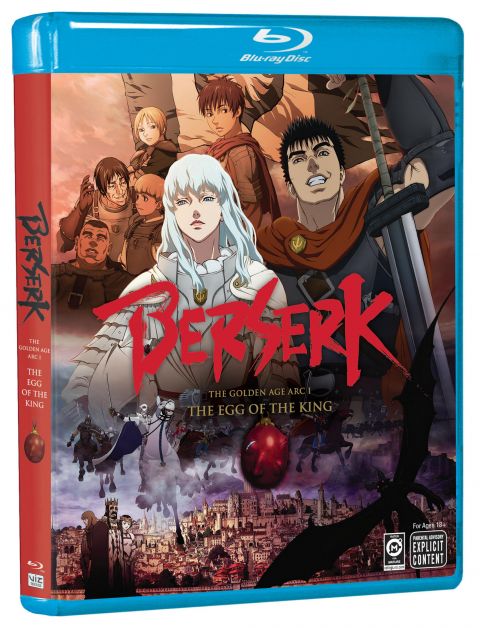 Blu-ray Disc
BERSERK
THE GOLDEN AGE ARC I
THE EGG OF THE KING
BERSERK
THE
GOLDEN AGE
ARC I
THE
EGG
OF THE
KING
VIZ
For Ages 18+
M
PARENTAL ADVISORY
EXPLICIT
CONTENT